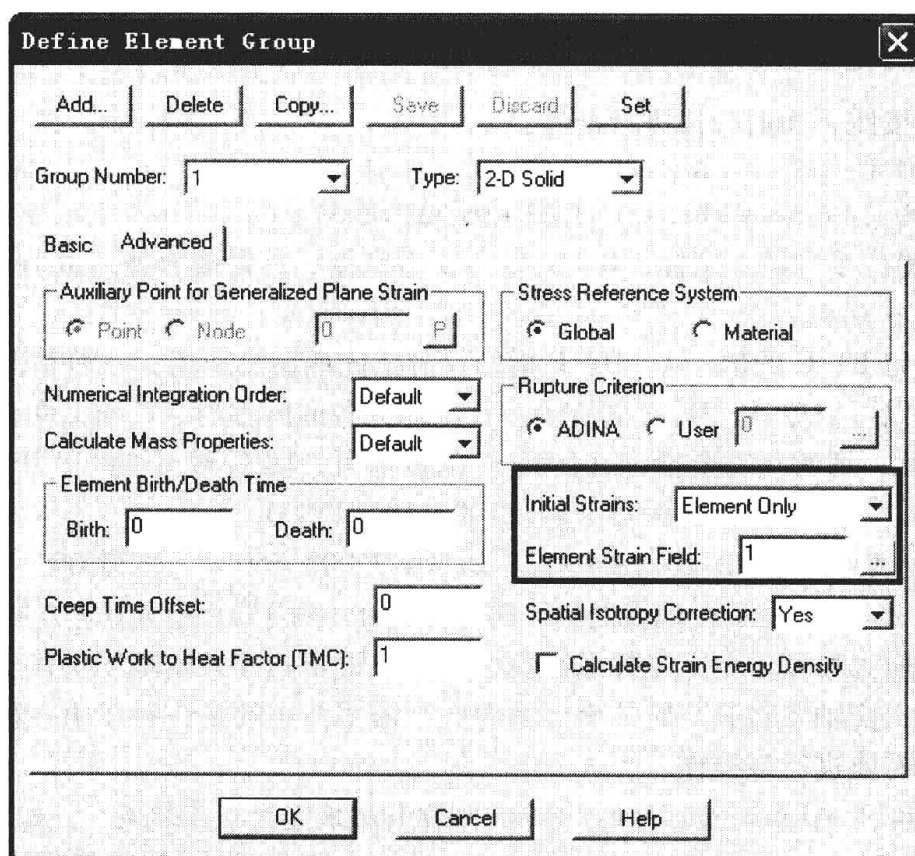 Define Element Group
Add... Delete Copy... Save Discard Set
Group Number: 1 Type: 2-D Solid
Basic Advanced
Auxiliary Point for Generalized Plane Strain
Point Node 0 P
Stress Reference System
Global Material
Numerical Integration Order: Default
Calculate Mass Properties: Default
Rupture Criterion
ADINA User 0 ...
Element Birth/Death Time
Birth: 0 Death: 0
Initial Strains: Element Only
Element Strain Field: 1 ...
Creep Time Offset: 0
Plastic Work to Heat Factor (TMC): 1
Spatial Isotropy Correction: Yes
Calculate Strain Energy Density
OK Cancel Help